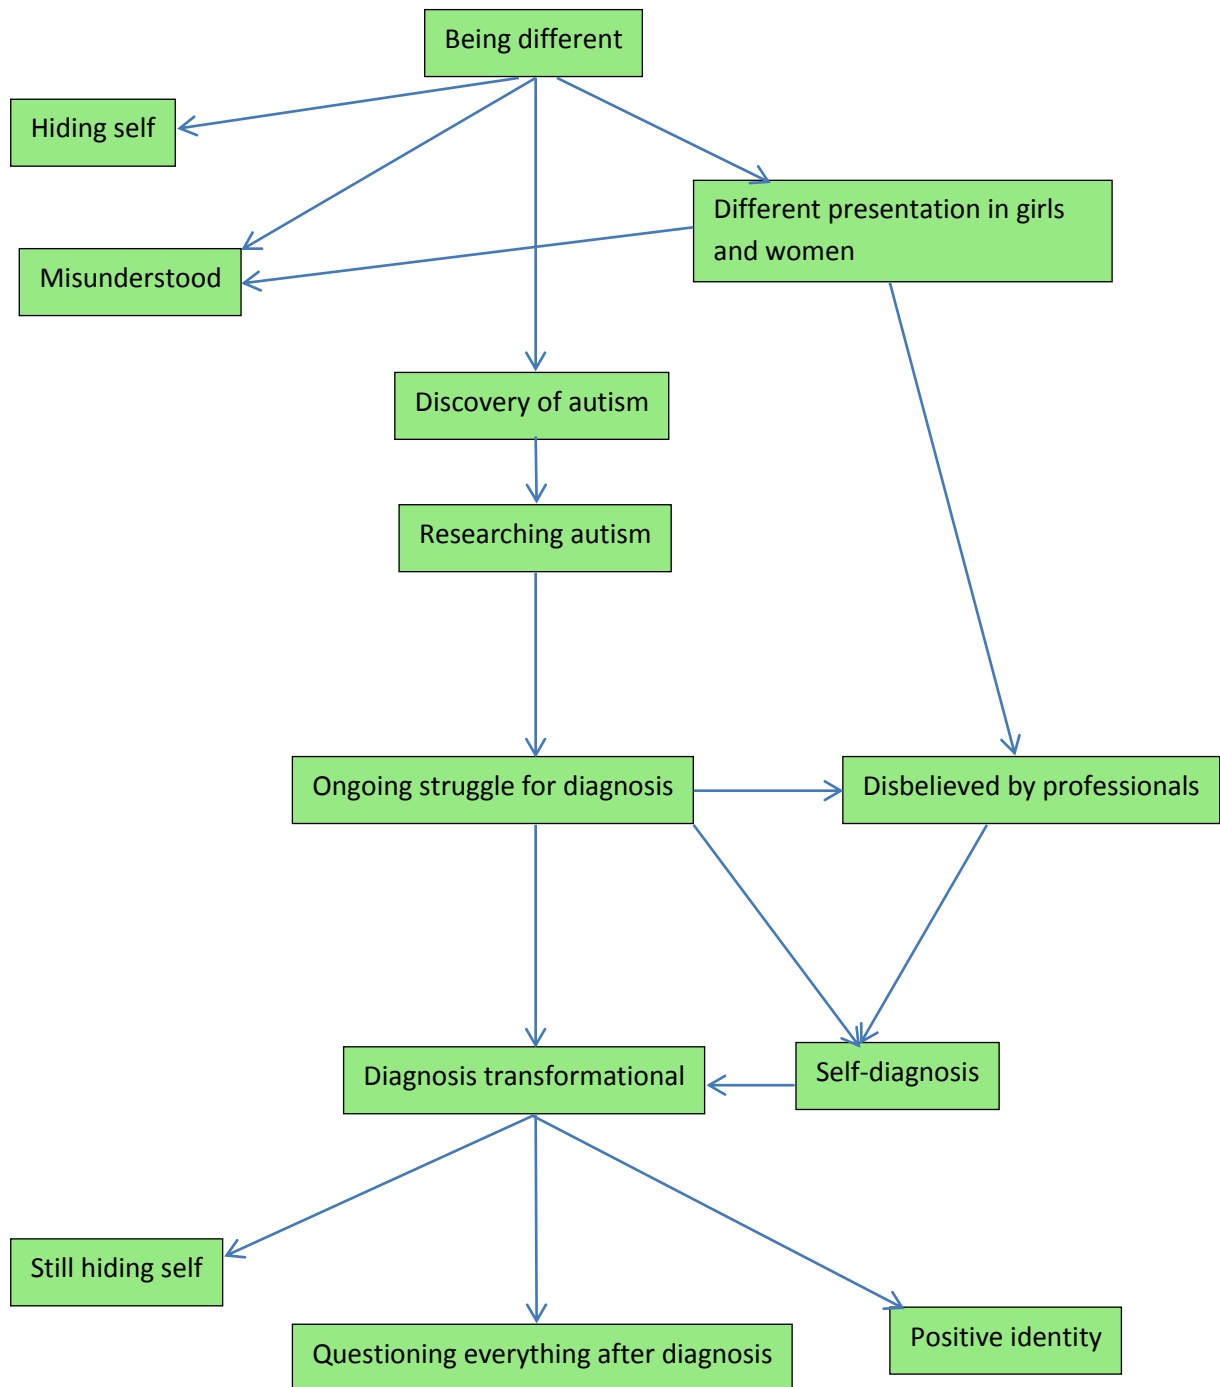 Being different
Hiding self
Different presentation in girls
and women
Misunderstood
Discovery of autism
Researching autism
Ongoing struggle for diagnosis
Disbelieved by professionals
Self-diagnosis
Diagnosis transformational
Still hiding self
Positive identity
Questioning everything after diagnosis